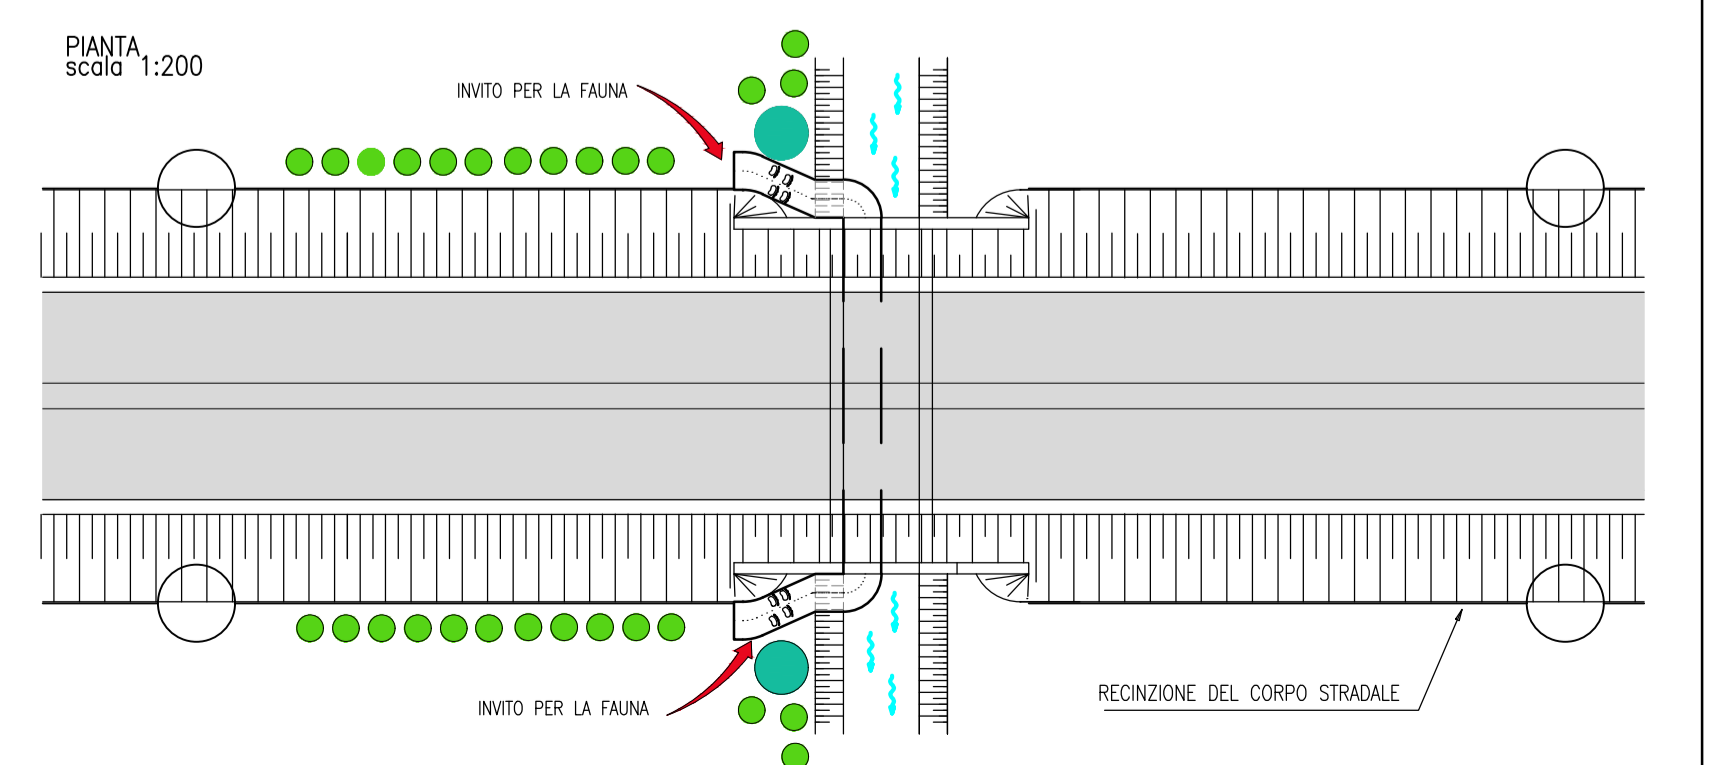 PIANTA
scala 1:200
INVITO PER LA FAUNA
INVITO PER LA FAUNA
RECINZIONE DEL CORPO STRADALE